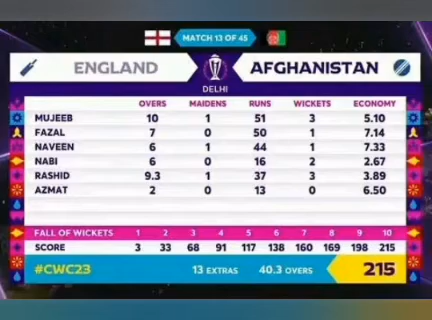 MATCH 13 OF 45
ENGLAND AFGHANISTAN
DELHI
OVERS MAIDENS RUNS WICKETS ECONOMY
MUJEEB 10 1 51 3 5.10
FAZAL 7 0 50 1 7.14
NAVEEN 6 1 44 1 7.33
NABI 6 0 16 2 2.67
RASHID 9.3 1 37 3 3.89
AZMAT 2 0 13 0 6.50
FALL OF WICKETS 1 2 3 4 5 6 7 8 9 10
SCORE 3 33 68 91 117 138 160 169 198 215
#CWC23 13 EXTRAS 40.3 OVERS 215